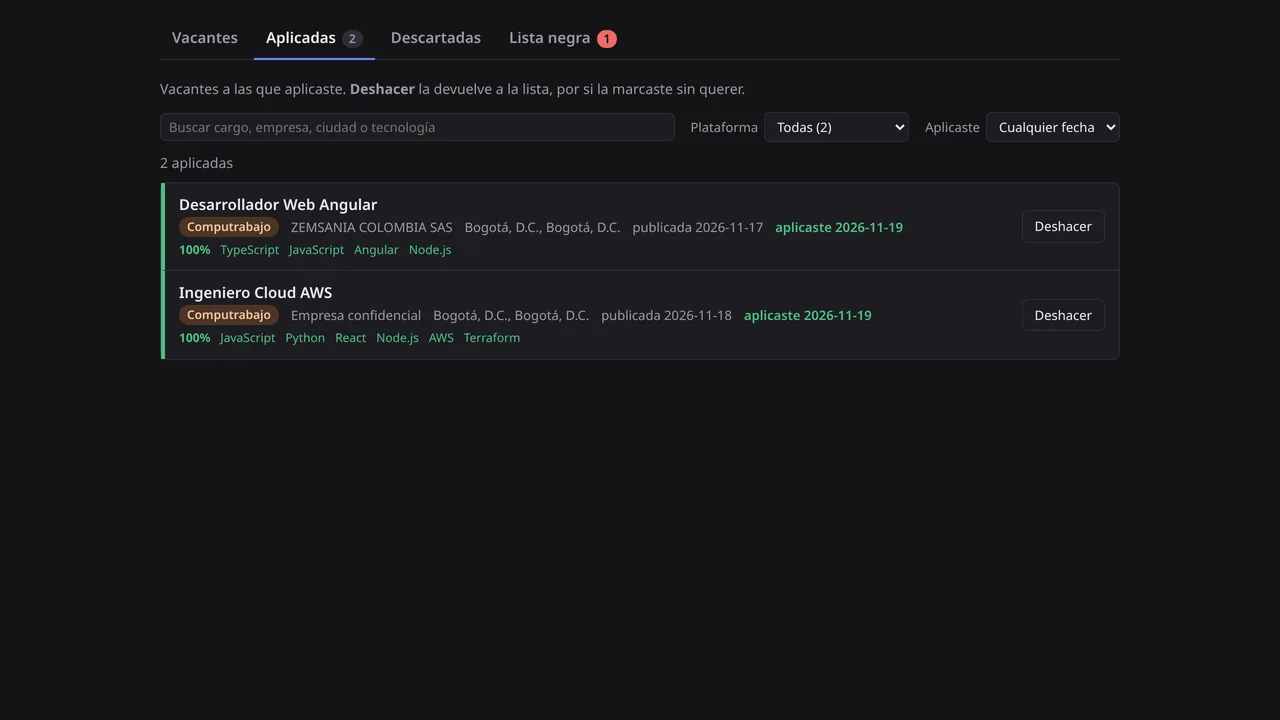 Vacantes Aplicadas 2 Descartadas Lista negra 1
Vacantes a las que aplicaste. Deshacer la devuelve a la lista, por si la marcaste sin querer.
Buscar cargo, empresa, ciudad o tecnología Plataforma Todas (2) Aplicaste Cualquier fecha
2 aplicadas
Desarrollador Web Angular
Computrabajo ZEMSANIA COLOMBIA SAS Bogotá, D.C., Bogotá, D.C. publicada 2026-11-17 aplicaste 2026-11-19 Deshacer
100% TypeScript JavaScript Angular Node.js
Ingeniero Cloud AWS
Computrabajo Empresa confidencial Bogotá, D.C., Bogotá, D.C. publicada 2026-11-18 aplicaste 2026-11-19 Deshacer
100% JavaScript Python React Node.js AWS Terraform